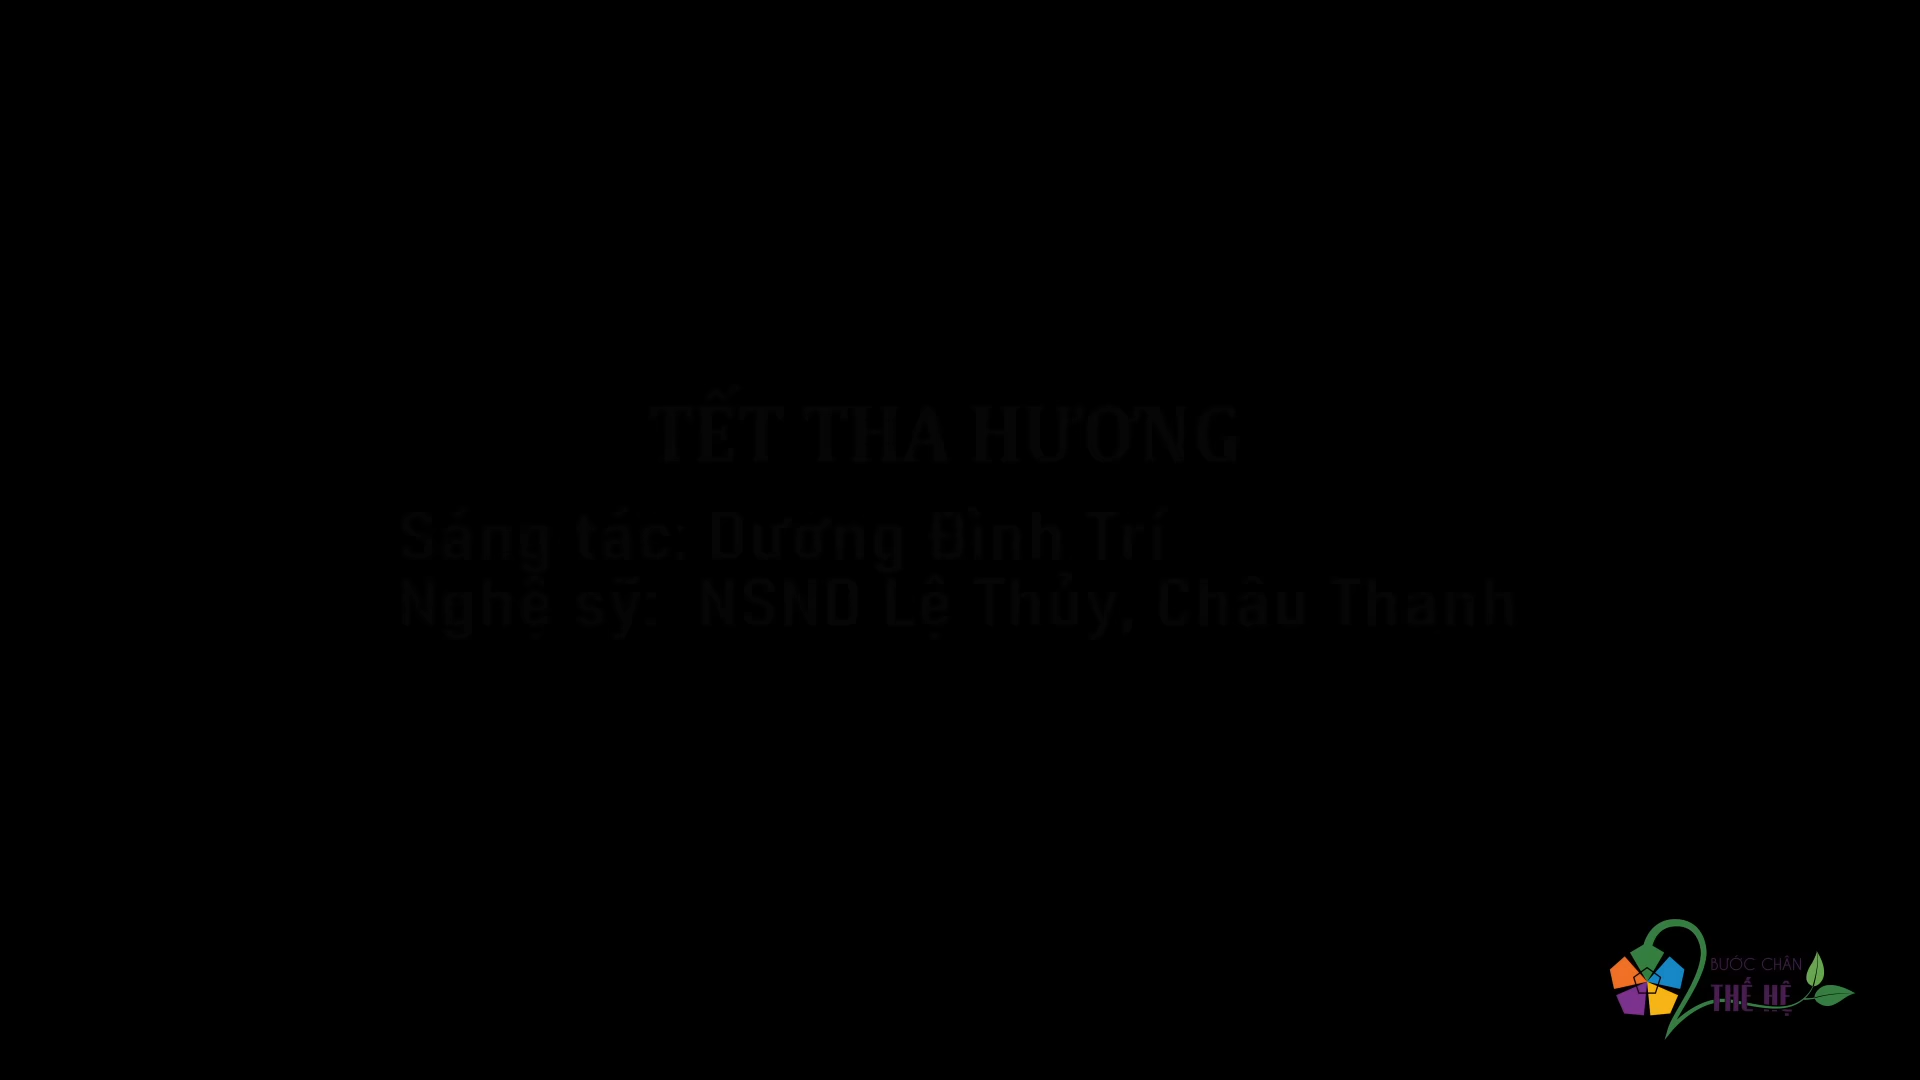 TẾT THA HƯƠNG
Sáng tác: Dương Đình Trí
Nghệ sỹ: NSND Lệ Thủy, Châu Thanh
BƯỚC CHÂN
THẾ HỆ